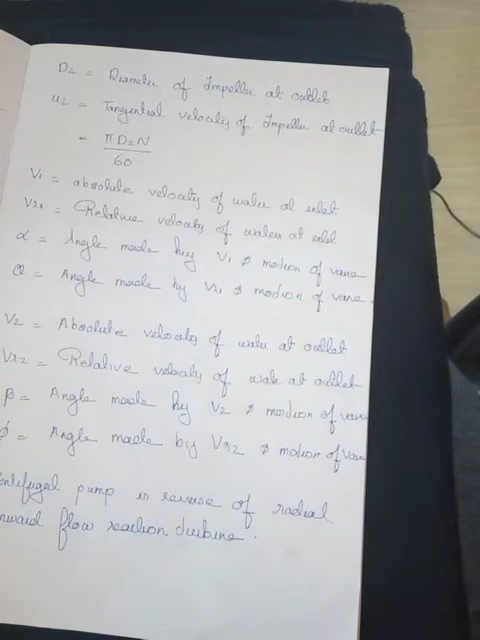 D2 = Diameter of Impeller at outlet
u2 = Tangential velocity of Impeller at outlet
= πD2N / 60
V1 = absolute velocity of water at inlet
Vr1 = Relative velocity of water at inlet
α = Angle made by V1 & motion of vane
θ = Angle made by Vr1 & motion of vane.
V2 = Absolute velocity of water at outlet
Vr2 = Relative velocity of water at outlet
β = Angle made by V2 & motion of vane
φ = Angle made by Vr2 & motion of vane
entrifugal pump is reverse of radial
nward flow reaction turbine.